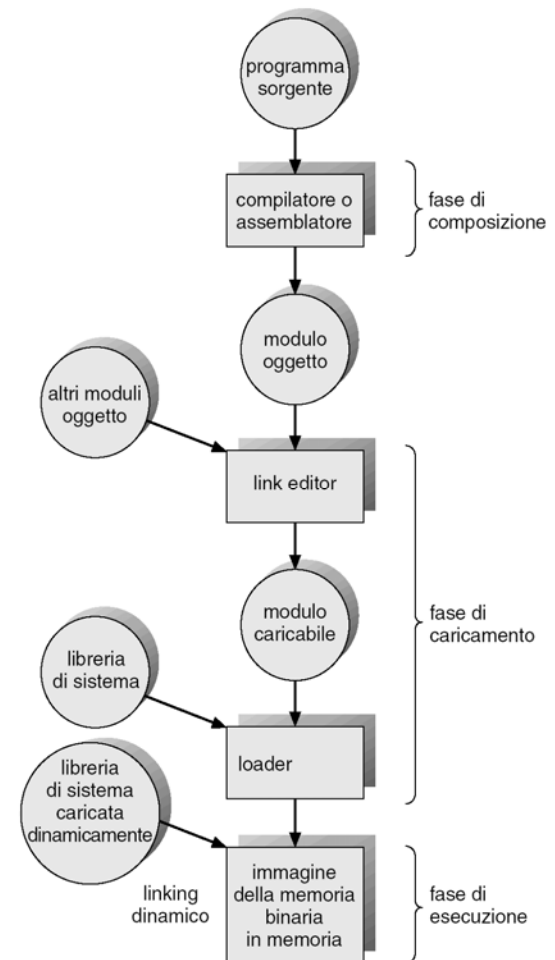 programma
sorgente
compilatore o
assemblatore
fase di
composizione
modulo
oggetto
altri moduli
oggetto
link editor
modulo
caricabile
fase di
caricamento
libreria
di sistema
loader
libreria
di sistema
caricata
dinamicamente
linking
dinamico
immagine
della memoria
binaria
in memoria
fase di
esecuzione